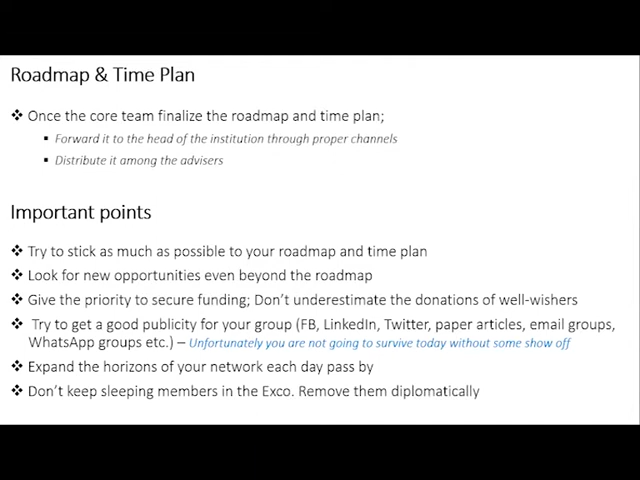 Roadmap & Time Plan
❖ Once the core team finalize the roadmap and time plan;
▪ Forward it to the head of the institution through proper channels
▪ Distribute it among the advisers
Important points
❖ Try to stick as much as possible to your roadmap and time plan
❖ Look for new opportunities even beyond the roadmap
❖ Give the priority to secure funding; Don't underestimate the donations of well-wishers
❖ Try to get a good publicity for your group (FB, LinkedIn, Twitter, paper articles, email groups,
WhatsApp groups etc.) – Unfortunately you are not going to survive today without some show off
❖ Expand the horizons of your network each day pass by
❖ Don't keep sleeping members in the Exco. Remove them diplomatically